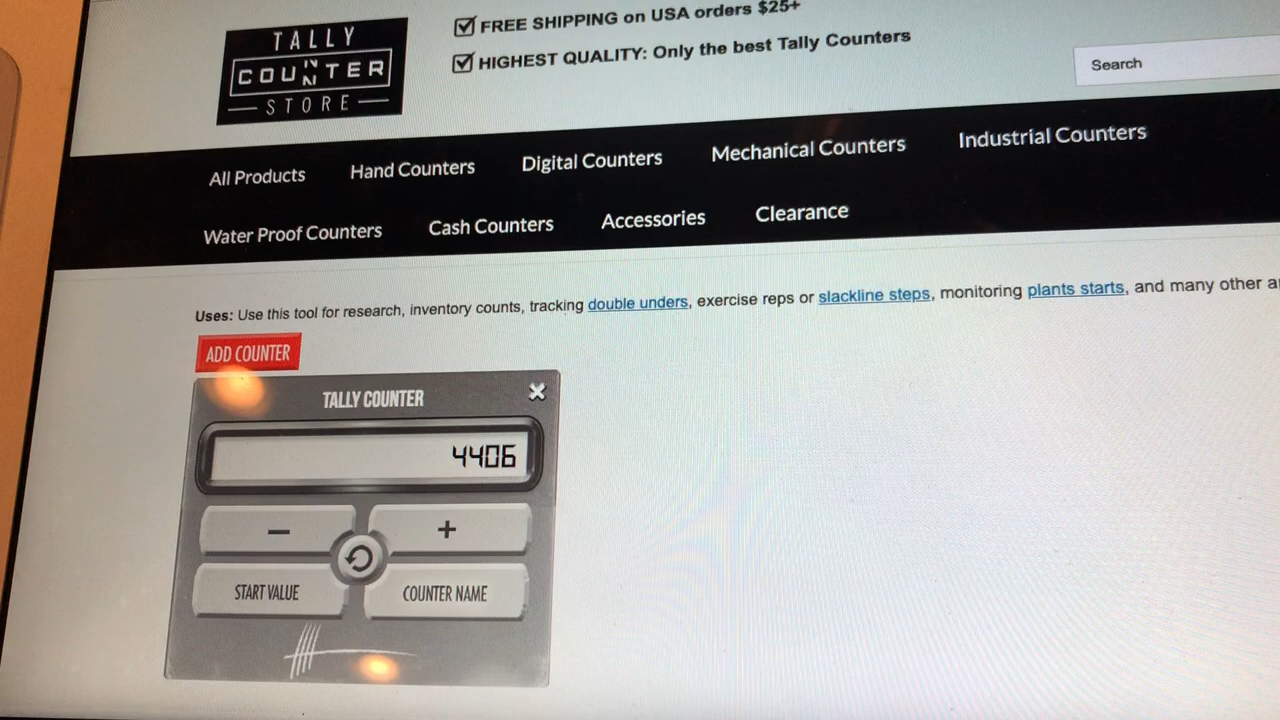 TALLY
COUNTER
STORE
FREE SHIPPING on USA orders $25+
HIGHEST QUALITY: Only the best Tally Counters
Search
All Products Hand Counters Digital Counters Mechanical Counters Industrial Counters
Water Proof Counters Cash Counters Accessories Clearance
Uses: Use this tool for research, inventory counts, tracking double unders, exercise reps or slackline steps, monitoring plants starts, and many other
ADD COUNTER
TALLY COUNTER
4406
− +
START VALUE COUNTER NAME